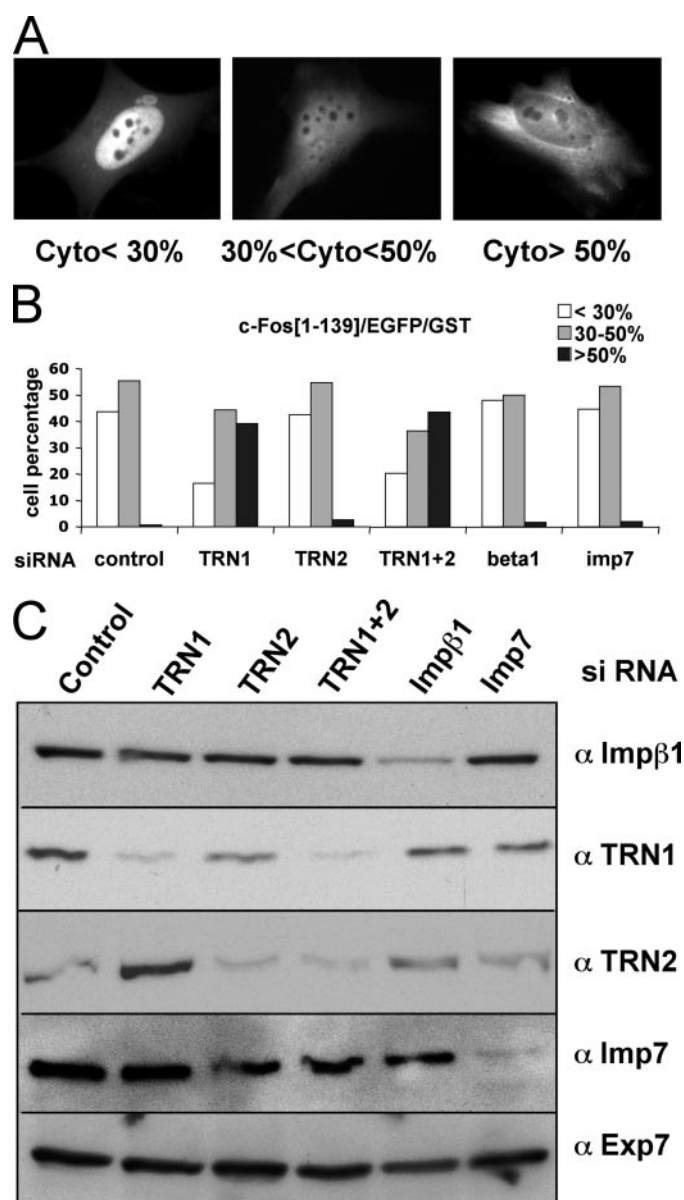 A
Cyto< 30%
30%<Cyto<50%
Cyto> 50%
B
c-Fos[1-139]/EGFP/GST
< 30%
30-50%
>50%
cell percentage
60
50
40
30
20
10
0
siRNA control TRN1 TRN2 TRN1+2 beta1 imp7
C
Control TRN1 TRN2 TRN1+2 Impβ1 Imp7 si RNA
α Impβ1
α TRN1
α TRN2
α Imp7
α Exp7